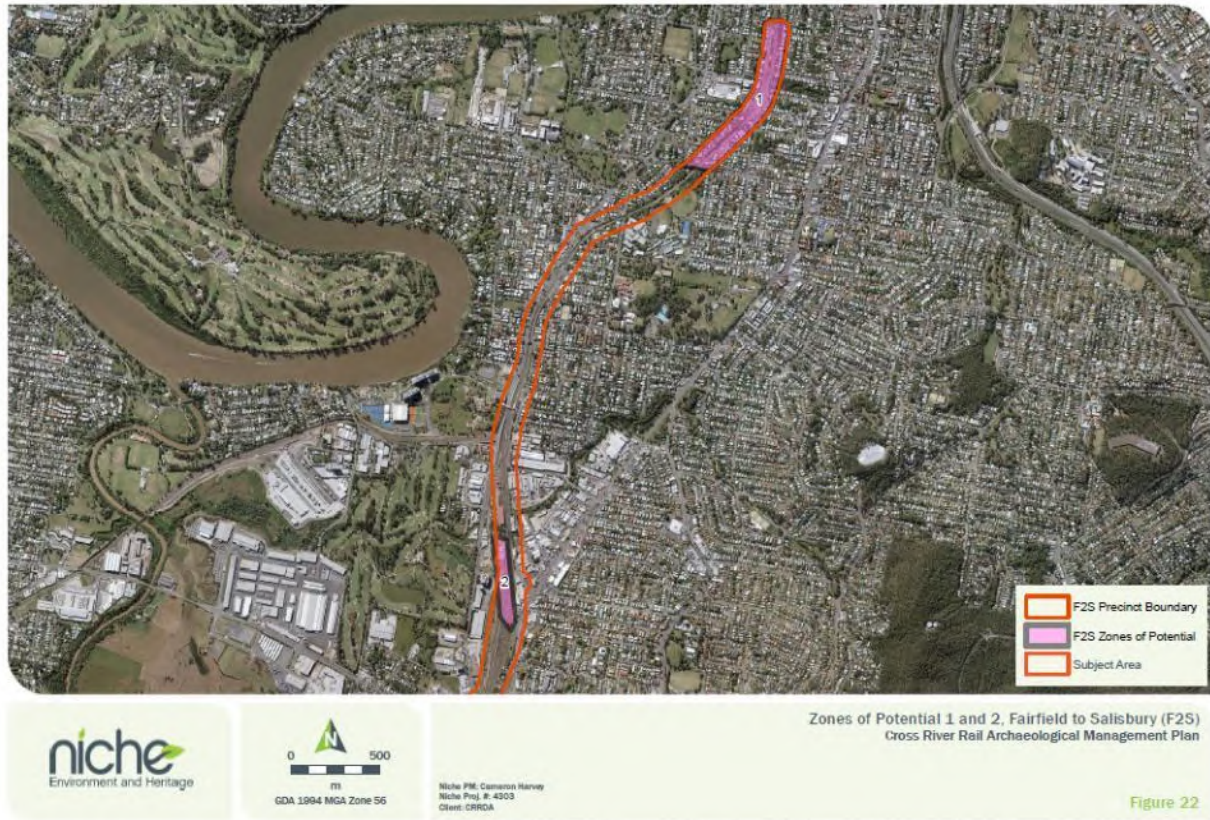 1
2
F2S Precinct Boundary
F2S Zones of Potential
Subject Area
niche
Environment and Heritage
N
0 500
m
GDA 1994 MGA Zone 56
Niche PM: Cameron Harvey
Niche Proj. #: 4303
Client: CRRDA
Zones of Potential 1 and 2, Fairfield to Salisbury (F2S)
Cross River Rail Archaeological Management Plan
Figure 22